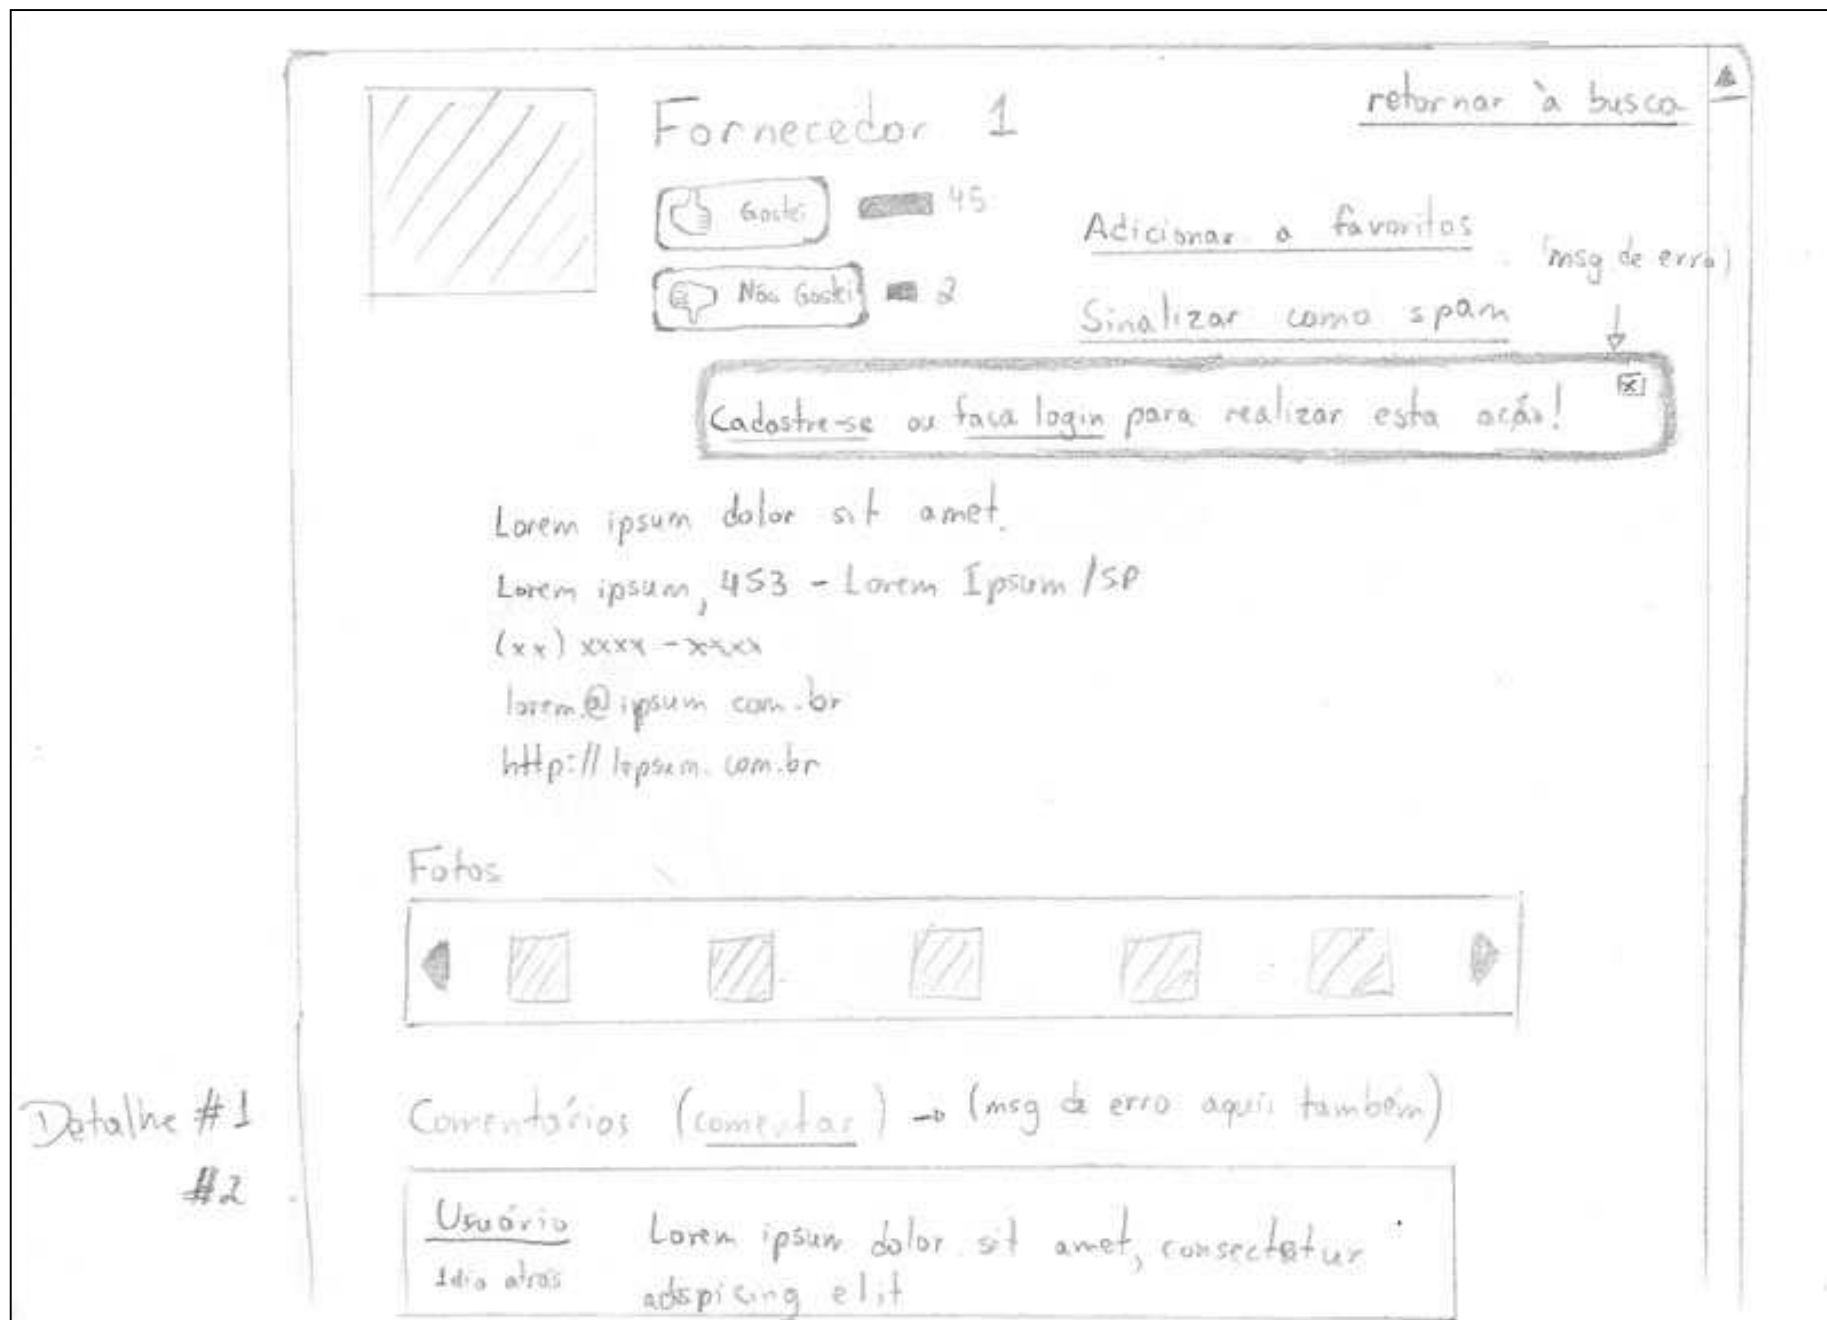 Fornecedor 1
retornar à busca
Gostei 45
Adicionar a favoritos
(msg de erro)
Não Gostei 2
Sinalizar como spam
x
Cadastre-se ou faça login para realizar esta ação!
Lorem ipsum dolor sit amet.
Lorem ipsum, 453 - Lorem Ipsum /SP
(xx) xxxx-xxxx
lorem@ipsum.com.br
http://lipsum.com.br
Fotos
Detalhe #1
Comentários (comentar) → (msg de erro aqui também)
#2
Usuário
1 dia atrás
Lorem ipsum dolor sit amet, consectetur
adispicing elit